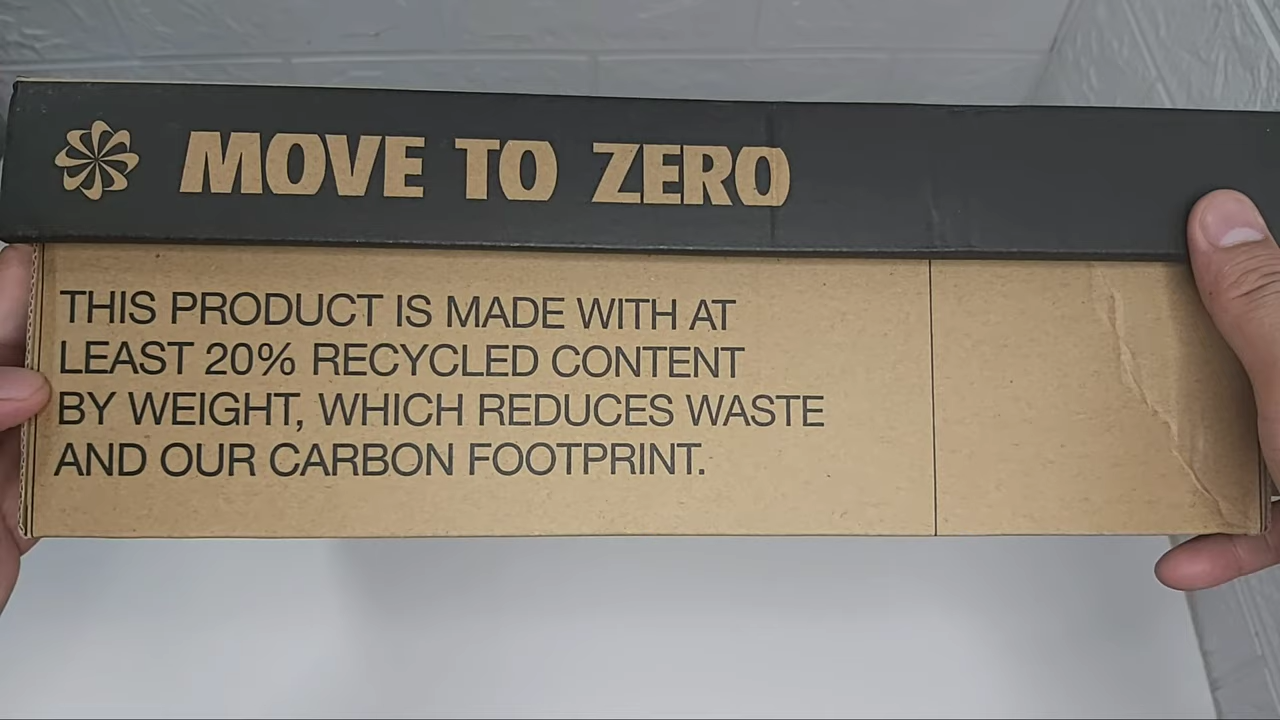 MOVE TO ZERO
THIS PRODUCT IS MADE WITH AT
LEAST 20% RECYCLED CONTENT
BY WEIGHT, WHICH REDUCES WASTE
AND OUR CARBON FOOTPRINT.